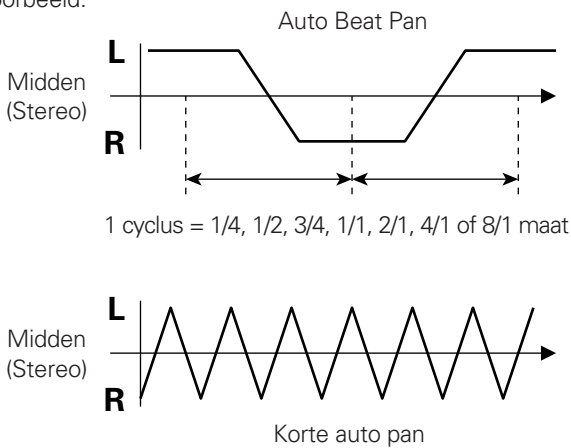 Auto Beat Pan
L
Midden
(Stereo)
R
1 cyclus = 1/4, 1/2, 3/4, 1/1, 2/1, 4/1 of 8/1 maat
L
Midden
(Stereo)
R
Korte auto pan